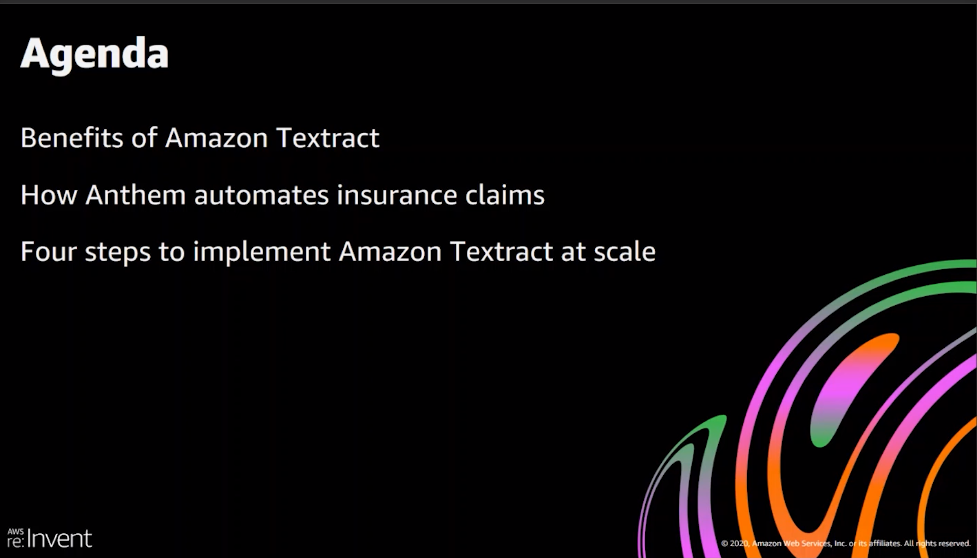 Agenda
Benefits of Amazon Textract
How Anthem automates insurance claims
Four steps to implement Amazon Textract at scale
AWS
re:Invent
© 2020, Amazon Web Services, Inc. or its affiliates. All rights reserved.